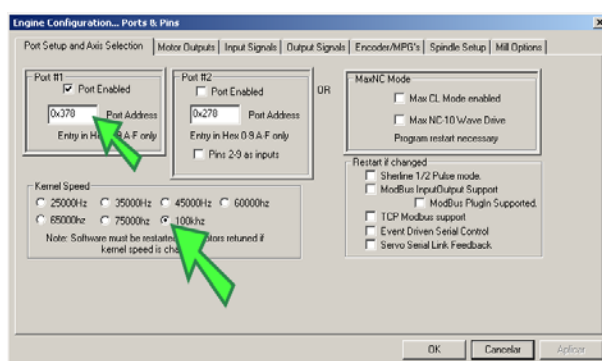 Engine Configuration... Ports & Pins
Port Setup and Axis Selection Motor Outputs Input Signals Output Signals Encoder/MPG's Spindle Setup Mill Options
Port #1
Port Enabled
0x378 Port Address
Entry in A-F only
Port #2
Port Enabled
0x278 Port Address
Entry in Hex 0-9 A-F only
Pins 2-9 as inputs
OR
MaxNC Mode
Max CL Mode enabled
Max NC-10 Wave Drive
Program restart necessary
Restart if changed
Sherline 1/2 Pulse mode.
ModBus InputOutput Support
ModBus PlugIn Supported.
TCP Modbus support
Event Driven Serial Control
Servo Serial Link Feedback.
Kernel Speed
25000Hz 35000Hz 45000Hz 60000hz
65000hz 75000hz 100khz
Note: Software must be restarted retuned if
kernel speed is
OK Cancelar Aplicar